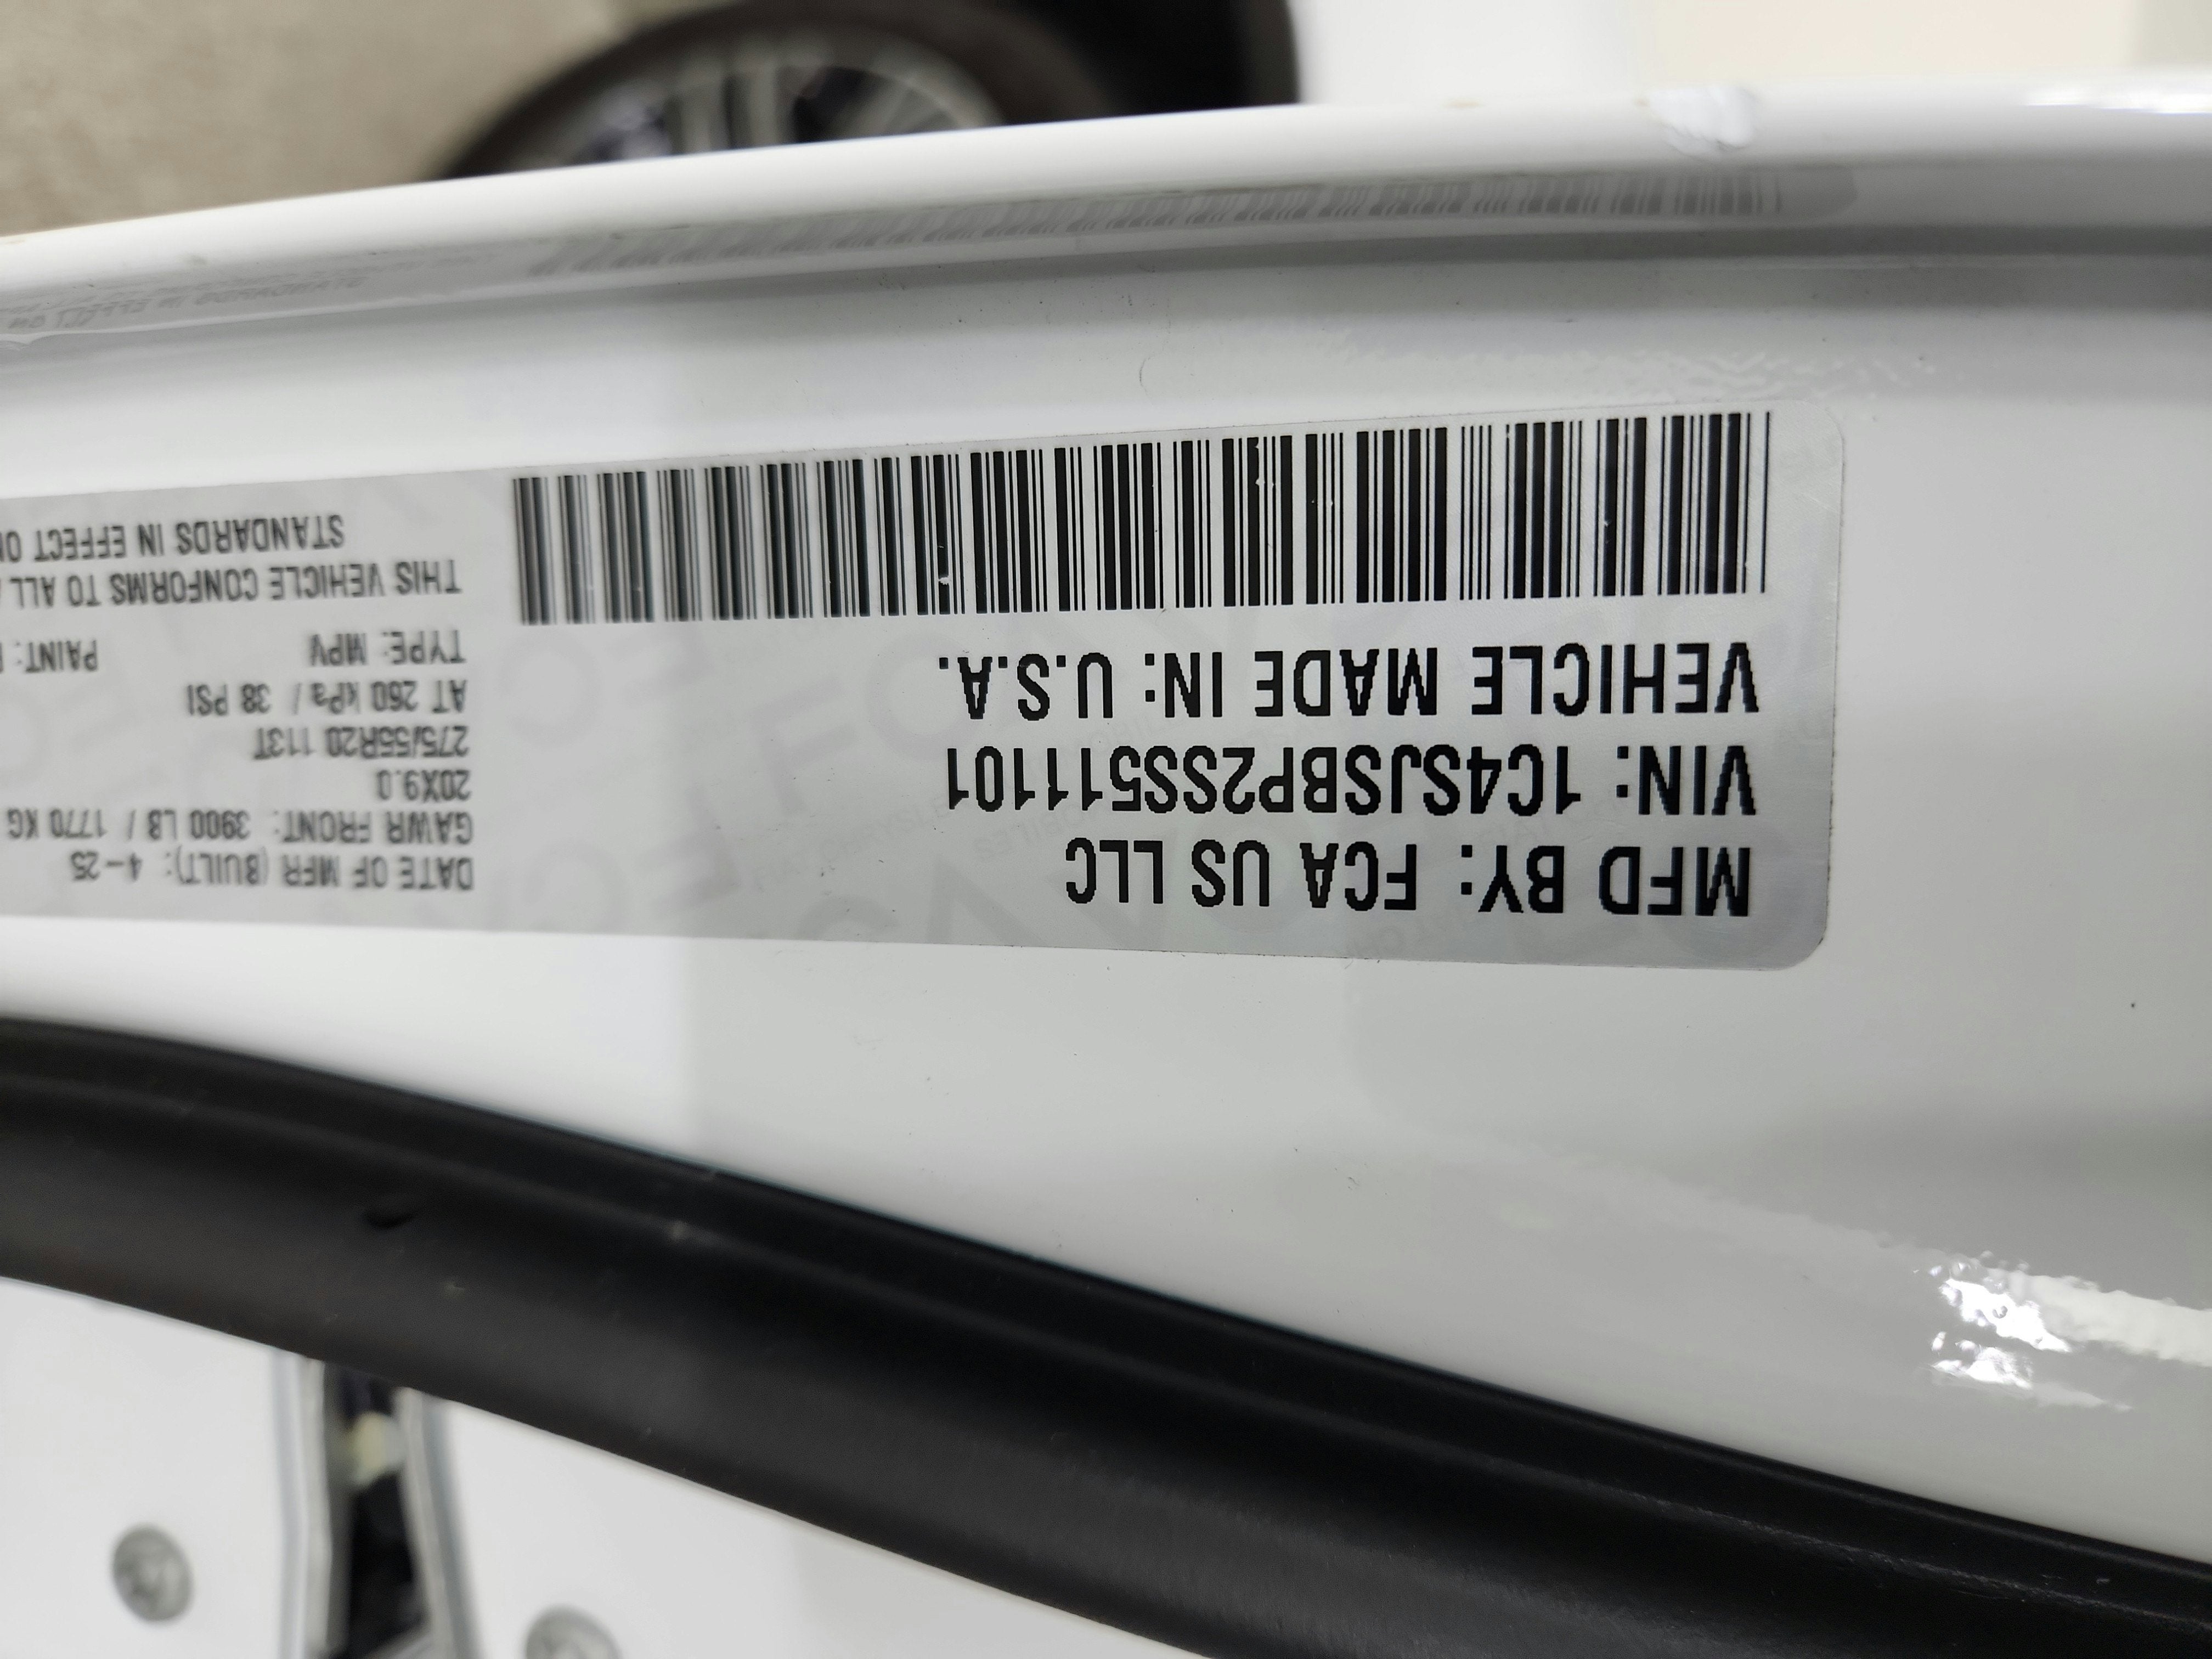 MFD BY: FCA US LLC
VIN: 1C4SJSBP2SS511101
VEHICLE MADE IN: U.S.A.
DATE OF MFR (BUILT): 4-25
GAWR FRONT: 3900 LB / 1770 KG
20X9.0
275/55R20 113T
AT 260 kPa / 38 PSI
TYPE: MPV PAINT:
THIS VEHICLE CONFORMS TO ALL
STANDARDS IN EFFECT ON